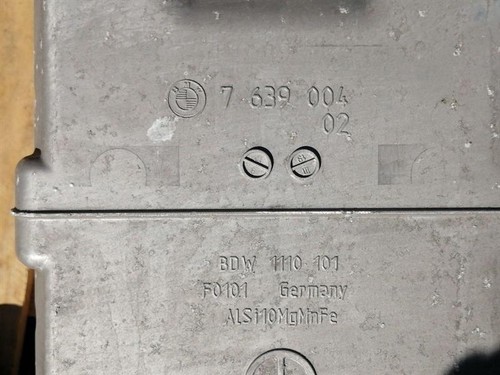 7 639 004
02
BDW 1110 101
F0101 Germany
ALSi10MgMnFe